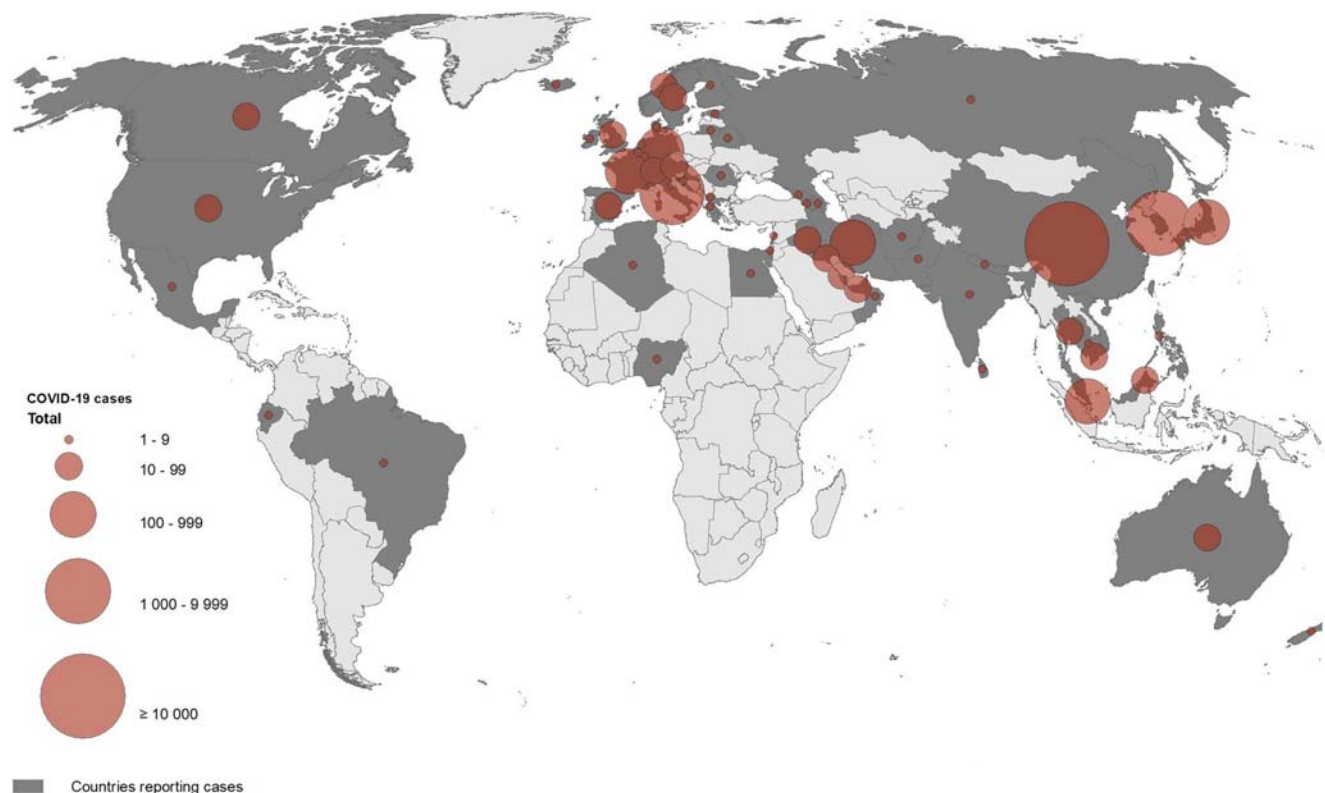 COVID-19 cases
Total
1 - 9
10 - 99
100 - 999
1 000 - 9 999
≥ 10 000
Countries reporting cases